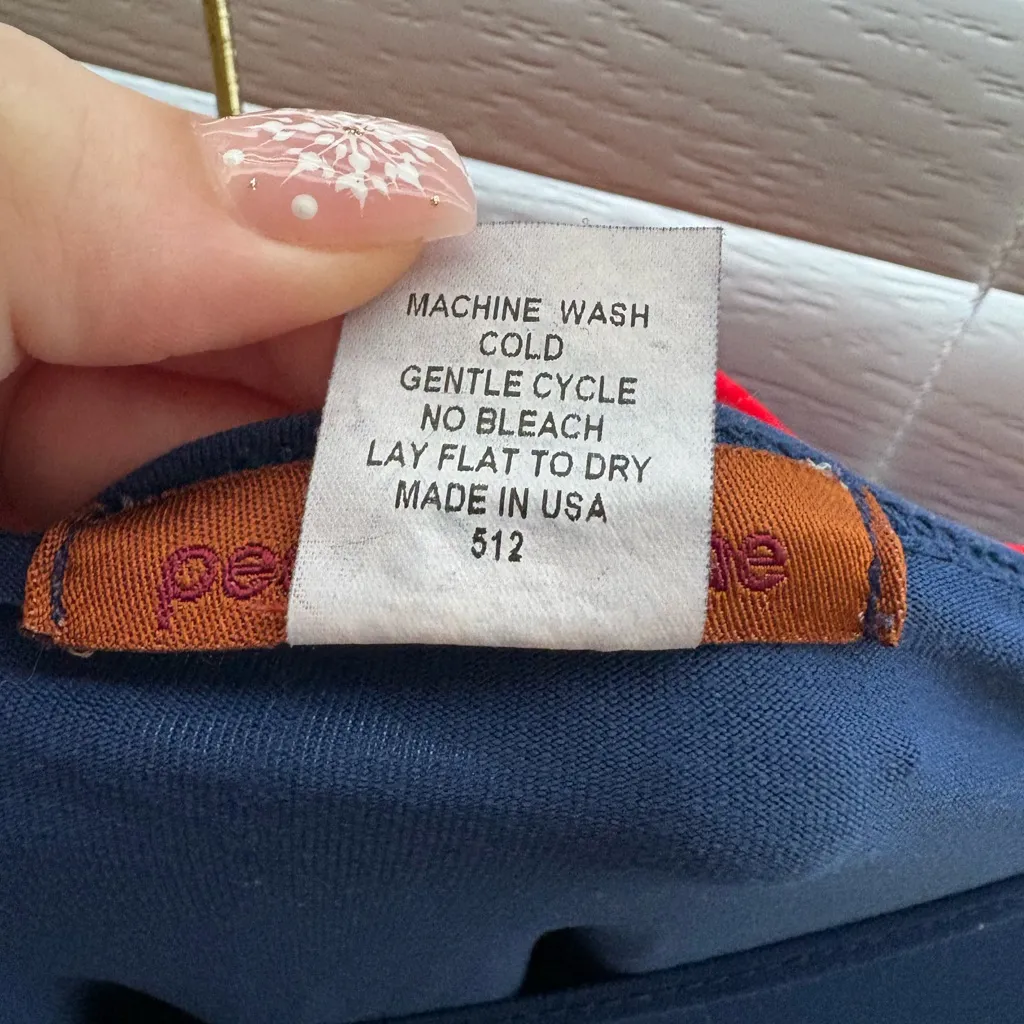 MACHINE WASH
COLD
GENTLE CYCLE
NO BLEACH
LAY FLAT TO DRY
MADE IN USA
512